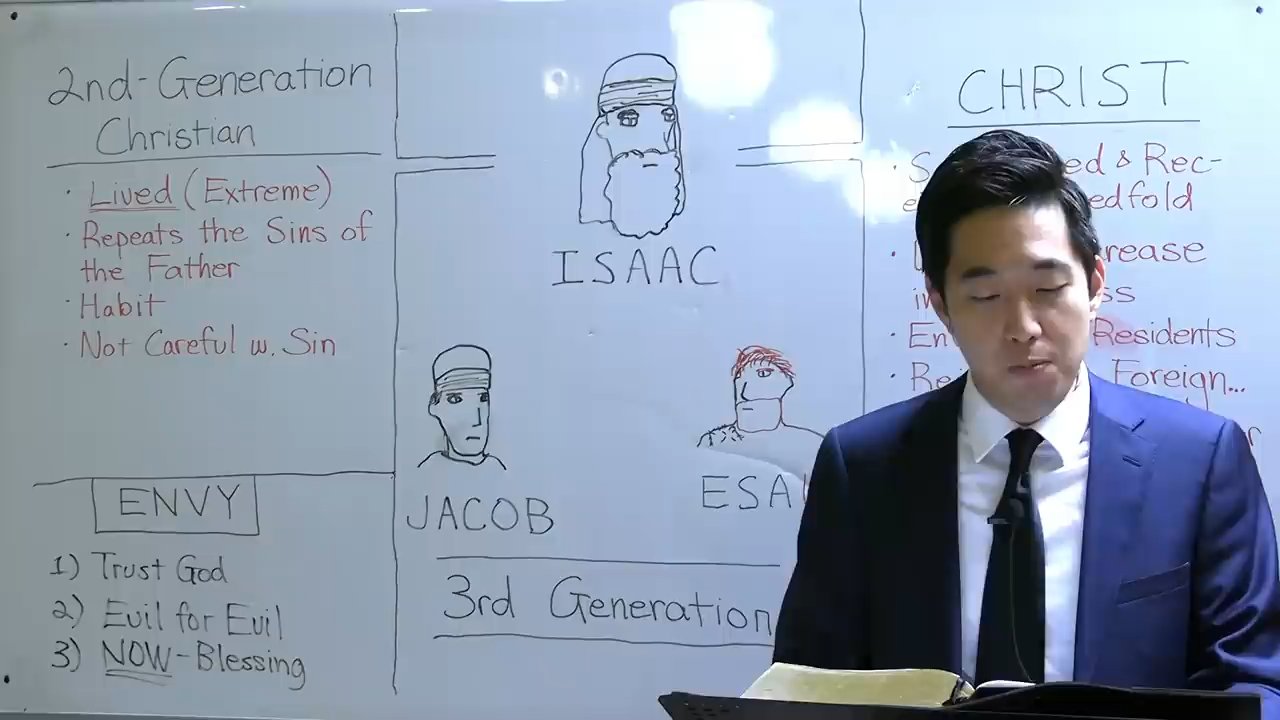 2nd-Generation
Christian
· Lived (Extreme)
· Repeats the Sins of
the Father
· Habit
· Not Careful w. Sin
ENVY
1) Trust God
2) Evil for Evil
3) NOW-Blessing
ISAAC
JACOB
3rd Generation
CHRIST
& Rec-
Residents
Foreign...